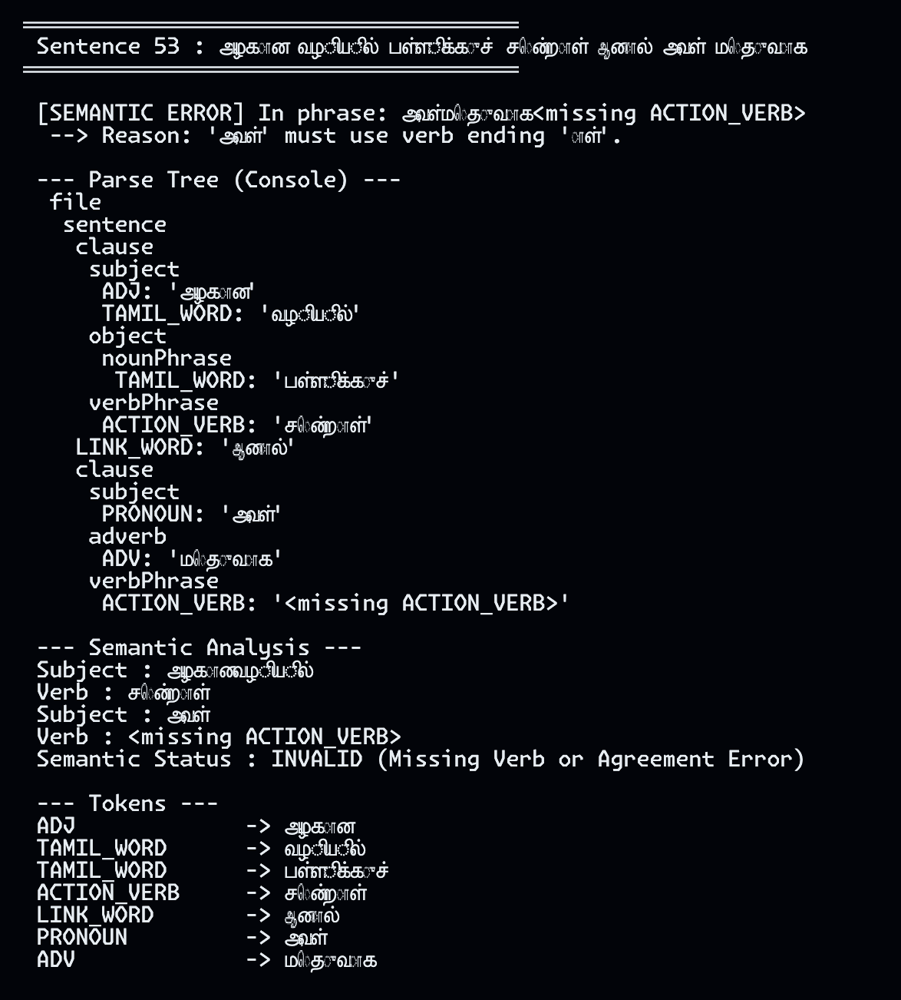 Sentence 53 : அழகான வழியில் பள்ளிக்குச் சென்றாள் ஆனால் அவள் மெதுவாக
[SEMANTIC ERROR] In phrase: அவள்மெதுவாக<missing ACTION_VERB>
--> Reason: 'அவள்' must use verb ending 'ாள்'.
--- Parse Tree (Console) ---
file
sentence
clause
subject
ADJ: 'அழகான'
TAMIL_WORD: 'வழியில்'
object
nounPhrase
TAMIL_WORD: 'பள்ளிக்குச்'
verbPhrase
ACTION_VERB: 'சென்றாள்'
LINK_WORD: 'ஆனால்'
clause
subject
PRONOUN: 'அவள்'
adverb
ADV: 'மெதுவாக'
verbPhrase
ACTION_VERB: '<missing ACTION_VERB>'
--- Semantic Analysis ---
Subject : அழகானவழியில்
Verb : சென்றாள்
Subject : அவள்
Verb : <missing ACTION_VERB>
Semantic Status : INVALID (Missing Verb or Agreement Error)
--- Tokens ---
ADJ -> அழகான
TAMIL_WORD -> வழியில்
TAMIL_WORD -> பள்ளிக்குச்
ACTION_VERB -> சென்றாள்
LINK_WORD -> ஆனால்
PRONOUN -> அவள்
ADV -> மெதுவாக